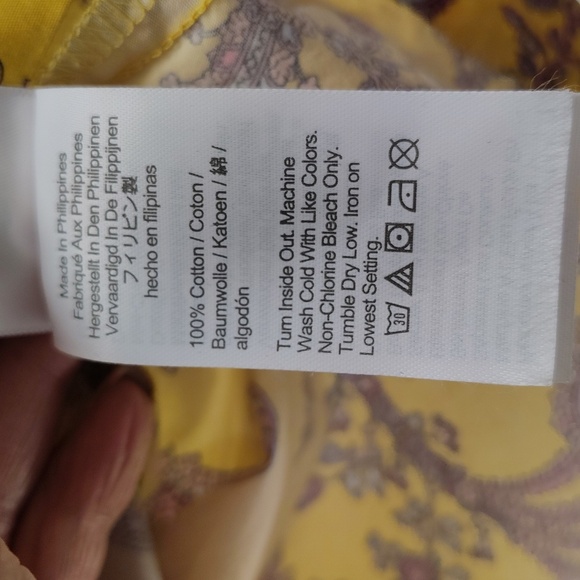 Made In Philippines
Fabriqué Aux Philippines
Hergestellt In Den Philippinen
Vervaardigd In De Filippijnen
フィリピン製
hecho en filipinas
100% Cotton / Coton /
Baumwolle / Katoen / 綿 /
algodón
Turn Inside Out. Machine
Wash Cold With Like Colors.
Non-Chlorine Bleach Only.
Tumble Dry Low. Iron on
Lowest Setting.
30